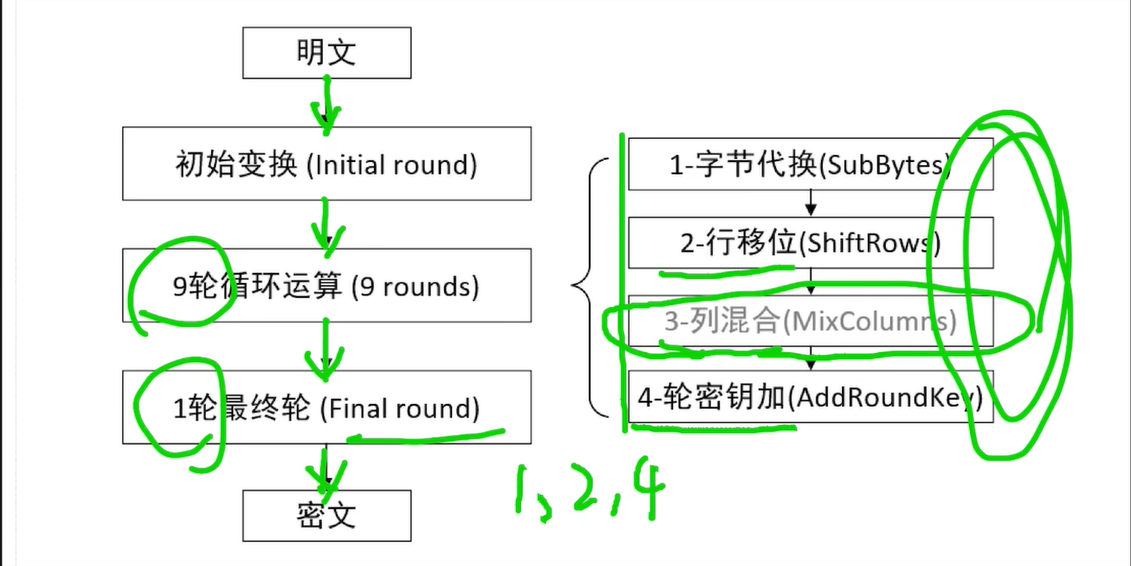 明文
初始变换 (Initial round)
9轮循环运算 (9 rounds)
1轮最终轮 (Final round)
密文
1-字节代换(SubBytes)
2-行移位(ShiftRows)
3-列混合(MixColumns)
4-轮密钥加(AddRoundKey)
1,2,4